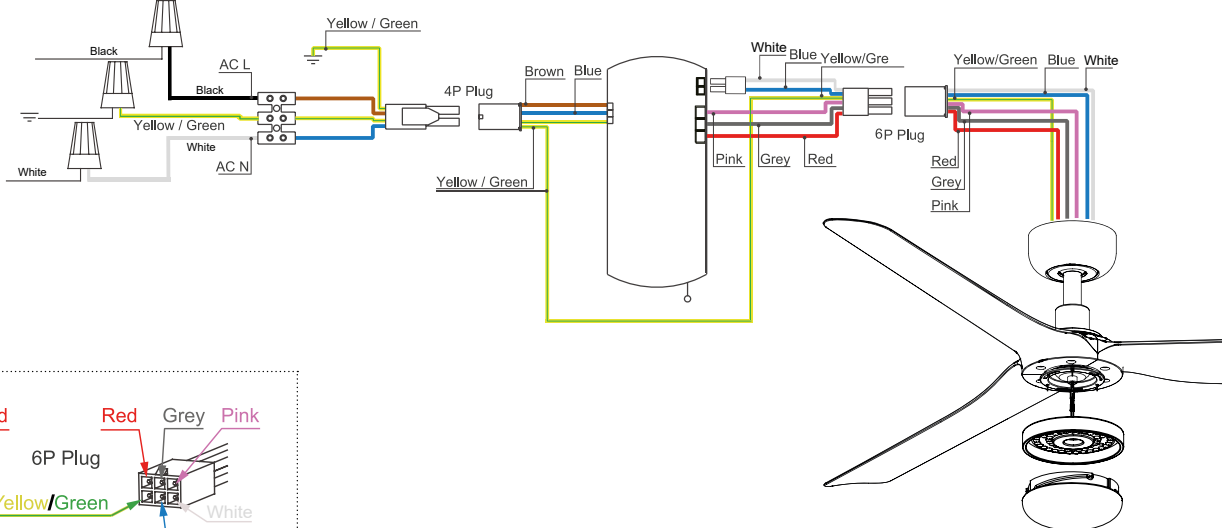 Yellow / Green
Black
AC L
Black
Yellow / Green
White
AC N
White
4P Plug
Brown
Blue
Yellow / Green
White
Blue
Yellow/Gre
Pink
Grey
Red
6P Plug
Yellow/Green
Blue
White
Red
Grey
Pink
Red
Grey
Pink
6P Plug
Yellow/Green
White